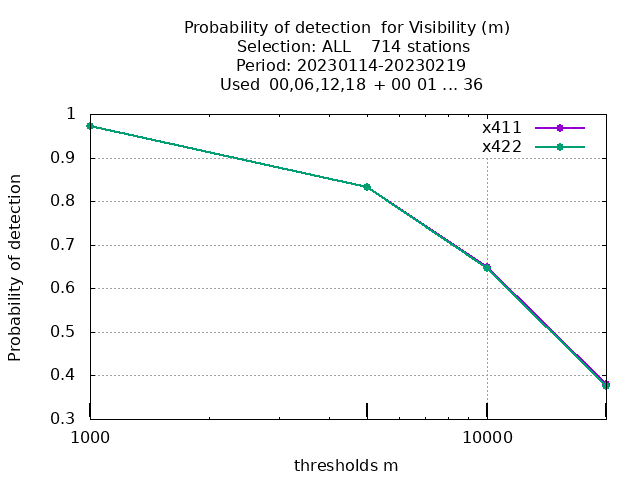 Probability of detection  for Visibility (m)
Selection: ALL    714 stations
Period: 20230114-20230219
Used  00,06,12,18  + 00 01 ... 36
x411
x422
1
0.9
0.8
0.7
0.6
0.5
0.4
0.3
Probability of detection
1000
10000
thresholds m